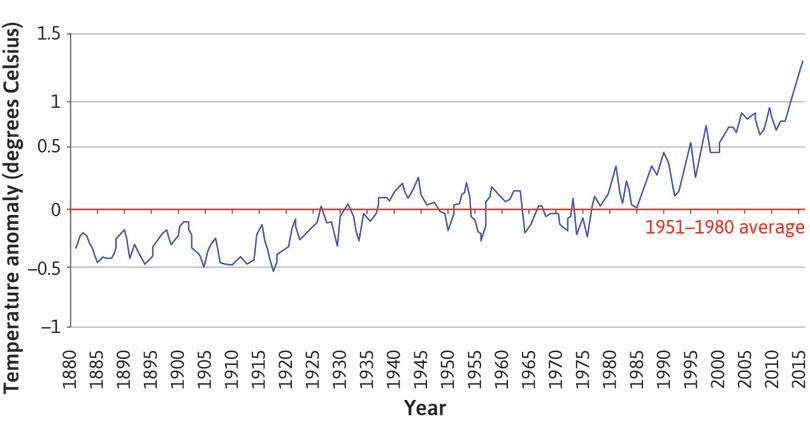 Temperature anomaly (degrees Celsius)
1.5
1
0.5
0
−0.5
−1
1951–1980 average
1880 1885 1890 1895 1900 1905 1910 1915 1920 1925 1930 1935 1940 1945 1950 1955 1960 1965 1970 1975 1980 1985 1990 1995 2000 2005 2010 2015
Year